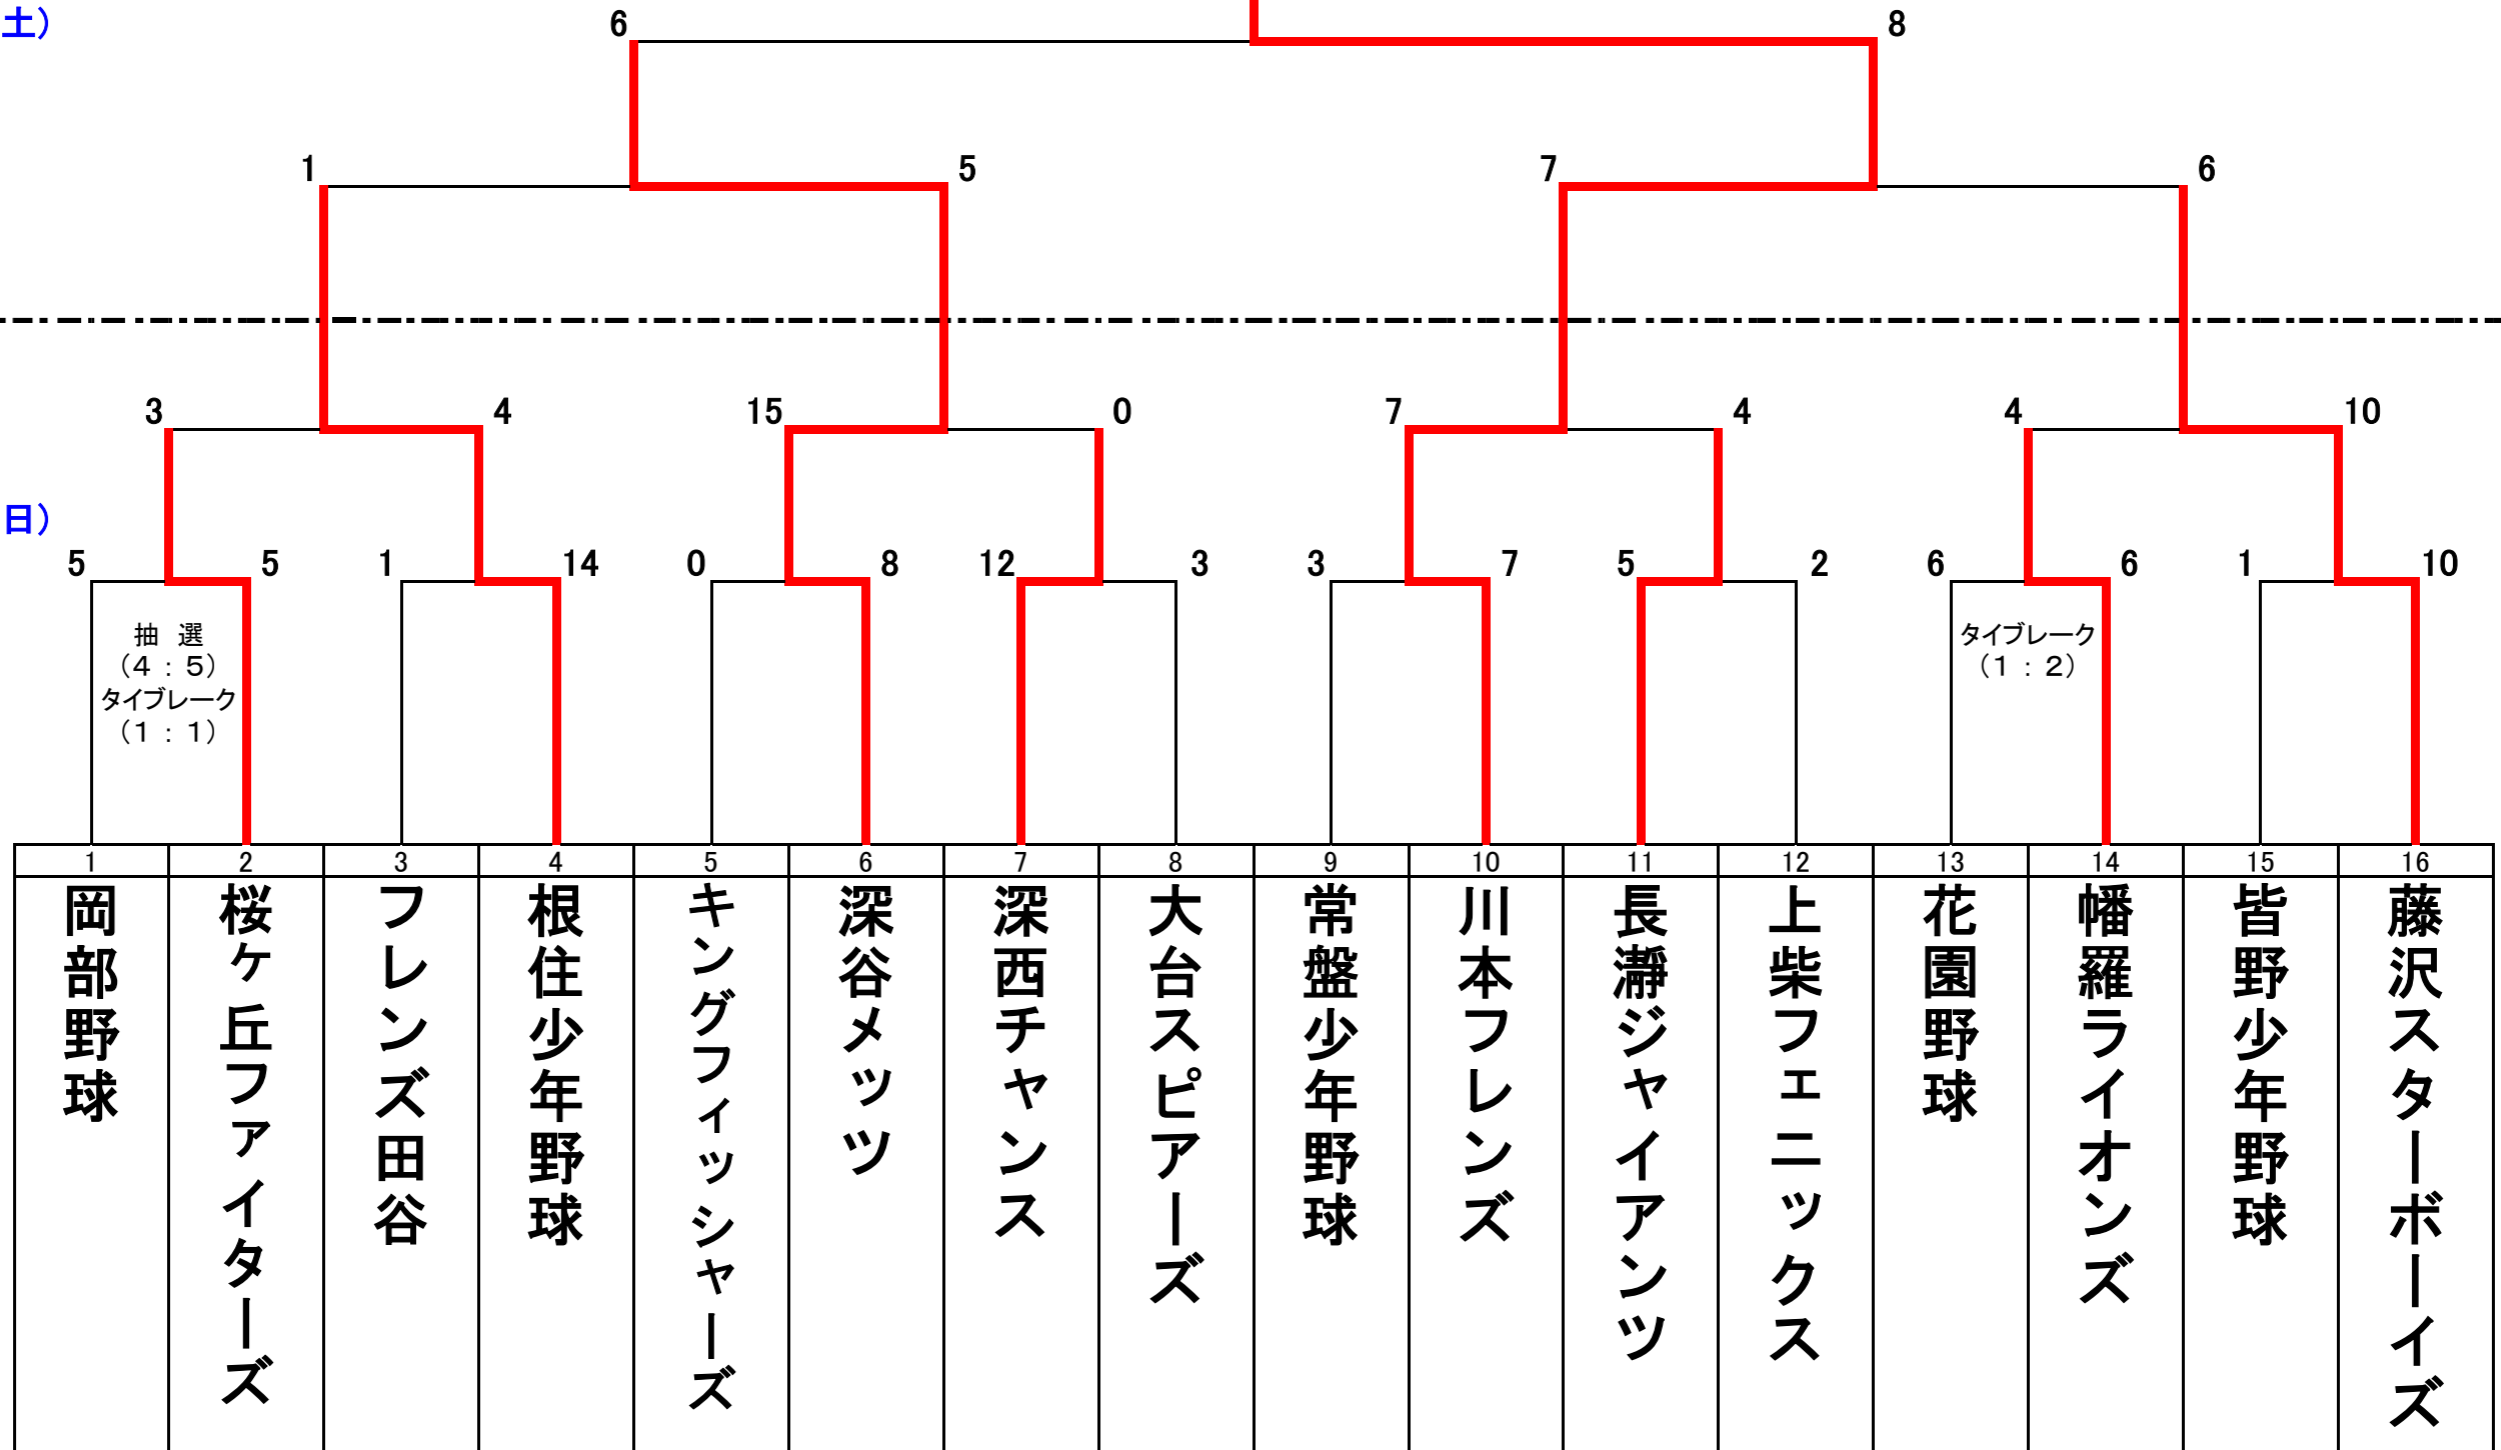 土）
6 8
1 5 7 6
3 4 15 0 7 4 4 10
日）
5 5 1 14 0 8 12 3 3 7 5 2 6 6 1 10
抽　選
（4：5）
タイブレーク
（1：1）
タイブレーク
（1：2）
1 2 3 4 5 6 7 8 9 10 11 12 13 14 15 16
岡部野球
桜ヶ丘ファイターズ
フレンズ田谷
根住少年野球
キングフィッシャーズ
深谷メッツ
深西チャンス
大台スピアーズ
常盤少年野球
川本フレンズ
長瀞ジャイアンツ
上柴フェニックス
花園野球
幡羅ライオンズ
皆野少年野球
藤沢スターボーイズ